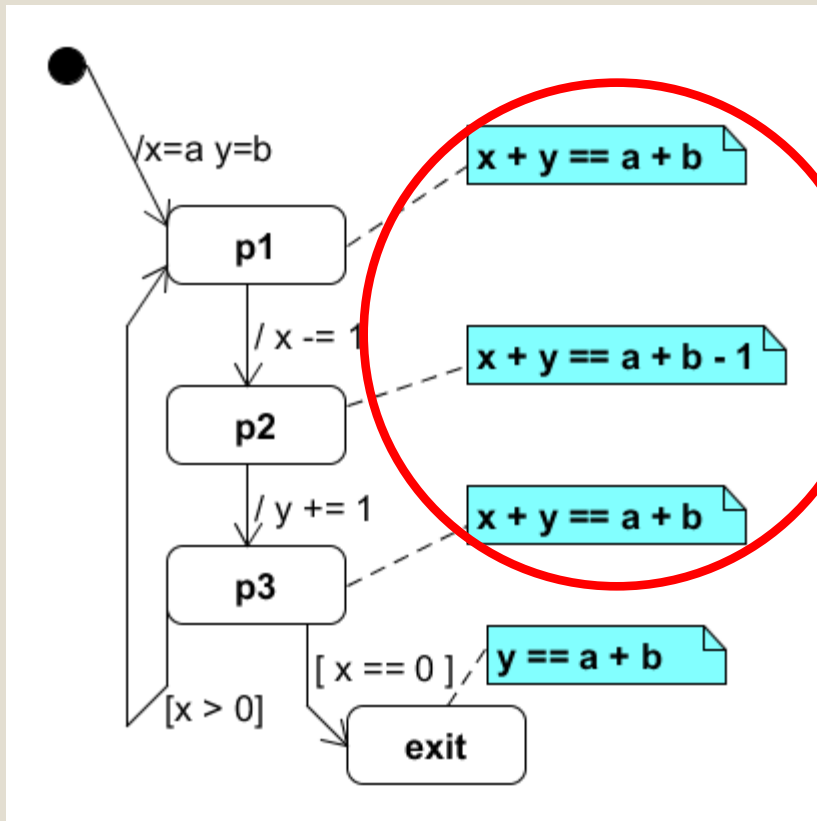 /x=a y=b
x + y == a + b
p1
/ x -= 1
x + y == a + b - 1
p2
/ y += 1
x + y == a + b
p3
[ x == 0 ]
y == a + b
[x > 0]
exit